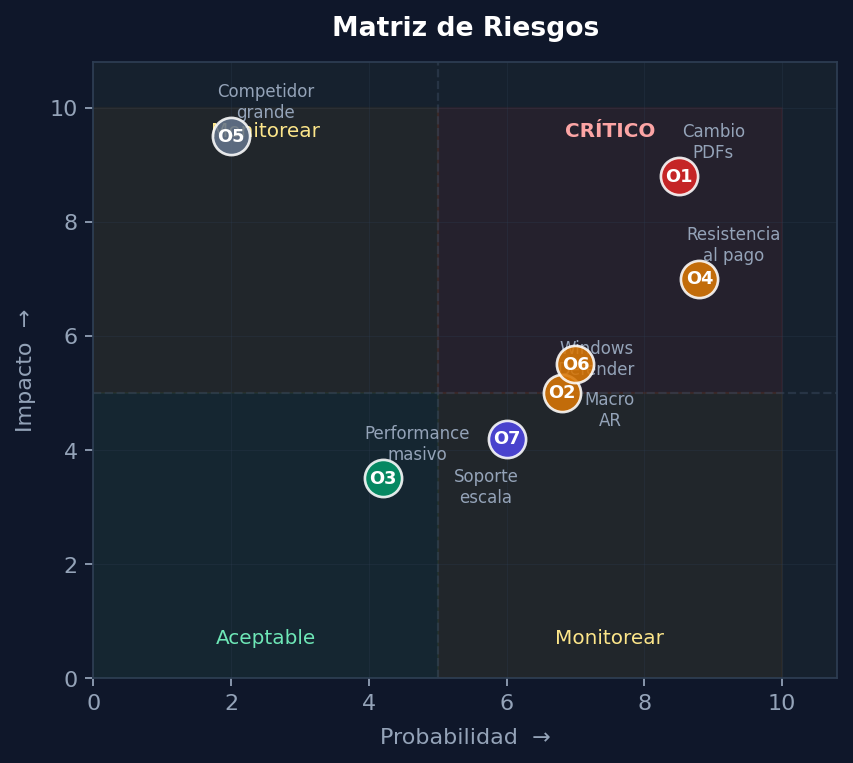 Matriz de Riesgos
Competidor
grande
Monitorear
O5
CRÍTICO
Cambio
PDFs
O1
Resistencia
al pago
O4
Windows
O6
O2
Macro
AR
Performance
masivo
O3
O7
Soporte
escala
Aceptable
Monitorear
10
8
6
4
2
0
0 2 4 6 8 10
Impacto →
Probabilidad →